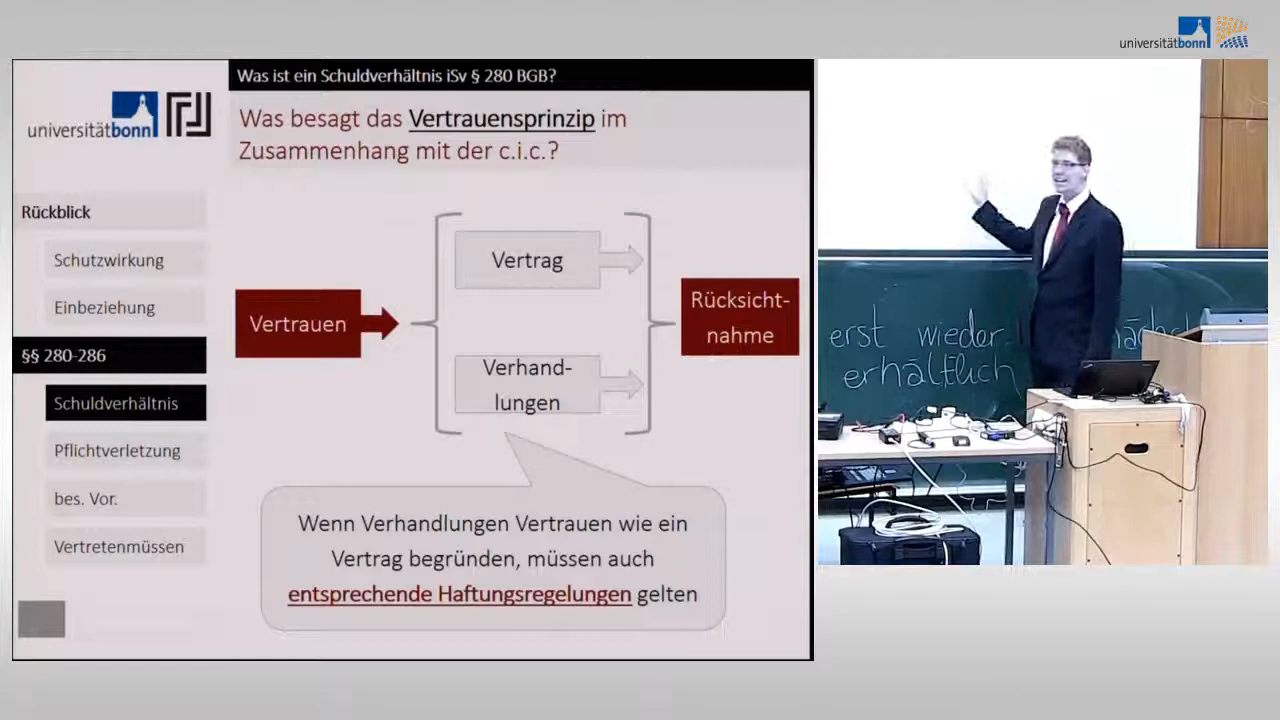 universitätbonn
Was ist ein Schuldverhältnis iSv § 280 BGB?
universitätbonn
Was besagt das Vertrauensprinzip im
Zusammenhang mit der c.i.c.?
Rückblick
Schutzwirkung
Einbeziehung
§§ 280-286
Schuldverhältnis
Pflichtverletzung
bes. Vor.
Vertretenmüssen
Vertrauen
Vertrag
Verhand-
lungen
Rücksicht-
nahme
Wenn Verhandlungen Vertrauen wie ein
Vertrag begründen, müssen auch
entsprechende Haftungsregelungen gelten
erst wieder
erhältlich